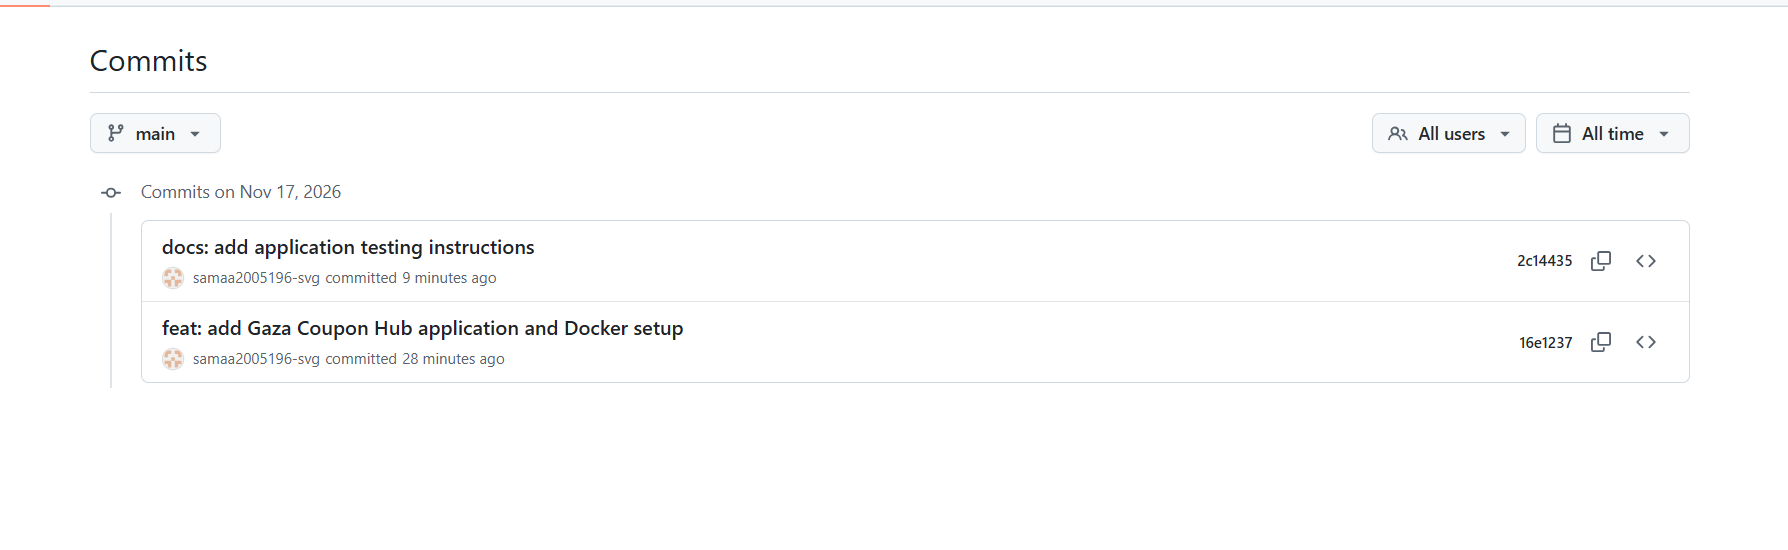 Commits
main
All users
All time
Commits on Nov 17, 2026
docs: add application testing instructions
samaa2005196-svg committed 9 minutes ago
2c14435
feat: add Gaza Coupon Hub application and Docker setup
samaa2005196-svg committed 28 minutes ago
16e1237